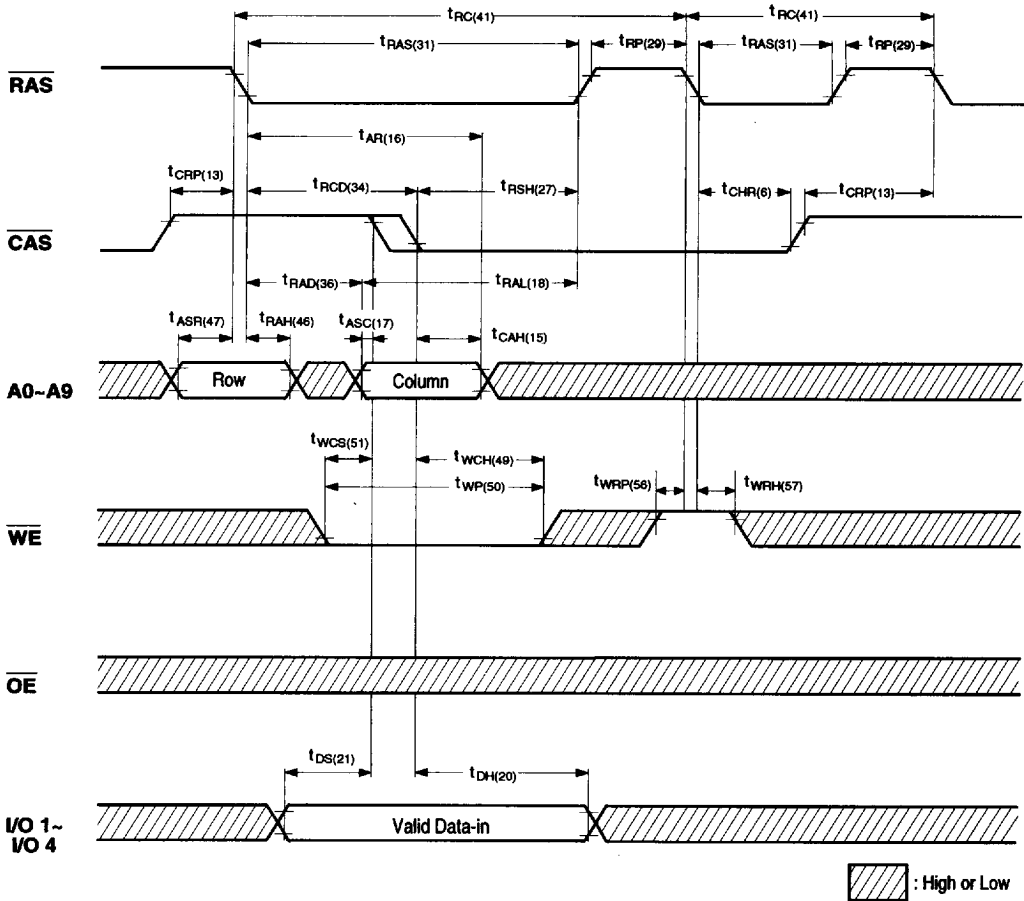 tRC(41) tRC(41)
tRAS(31) tRP(29) tRAS(31) tRP(29)
RAS
tAR(16)
tCRP(13) tRCD(34) tRSH(27) tCHR(6) tCRP(13)
CAS
tRAD(36) tRAL(18)
tASR(47) tRAH(46) tASC(17) tCAH(15)
A0~A9 Row Column
tWCS(51) tWCH(49)
tWP(50) tWRP(56) tWRH(57)
WE
OE
tDS(21) tDH(20)
I/O 1~
I/O 4
Valid Data-in
: High or Low